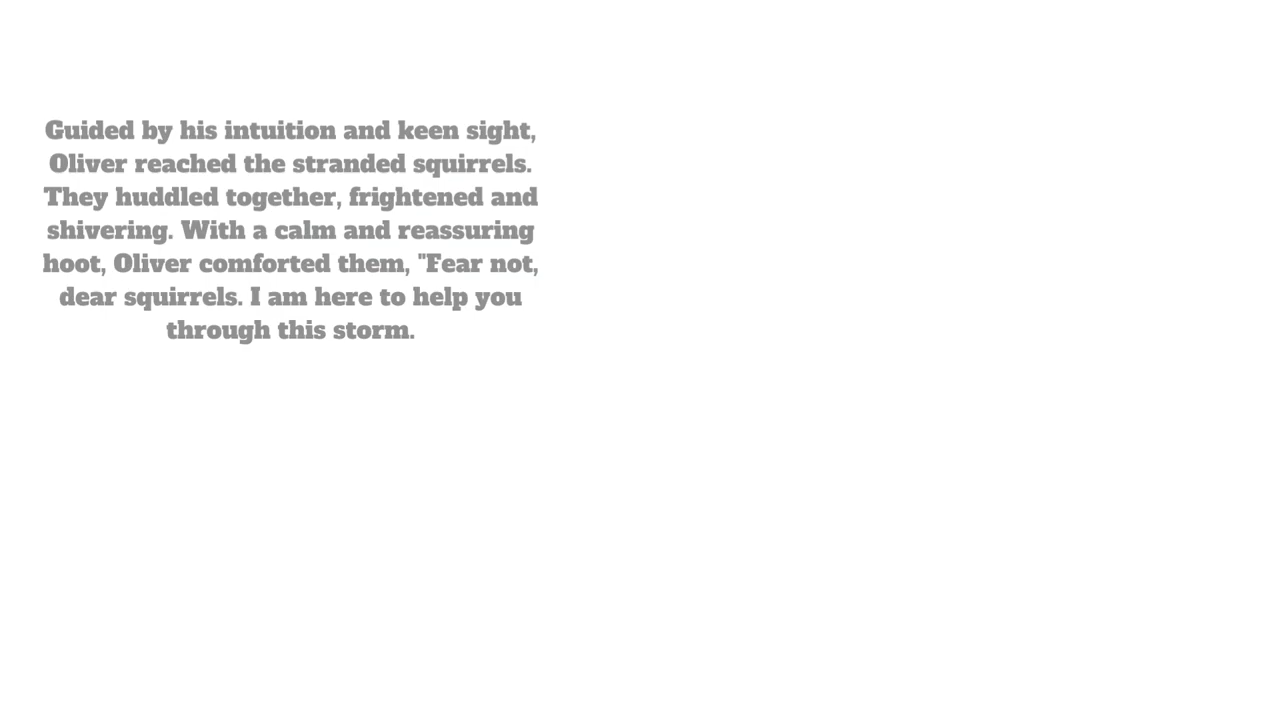 Guided by his intuition and keen sight,
Oliver reached the stranded squirrels.
They huddled together, frightened and
shivering. With a calm and reassuring
hoot, Oliver comforted them, "Fear not,
dear squirrels. I am here to help you
through this storm.